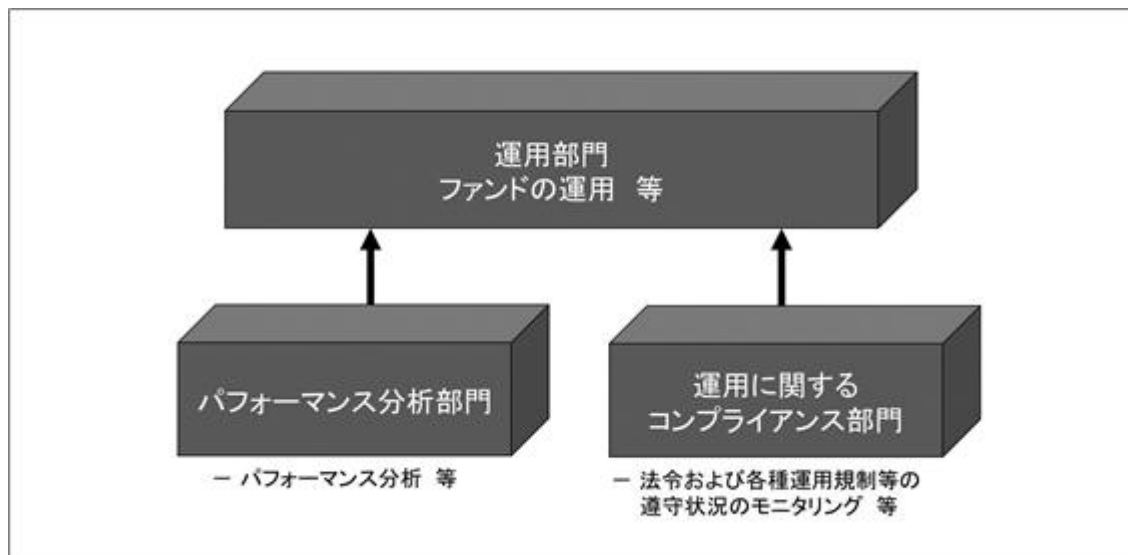 運用部門
ファンドの運用 等
パフォーマンス分析部門
― パフォーマンス分析 等
運用に関する
コンプライアンス部門
― 法令および各種運用規制等の
遵守状況のモニタリング 等